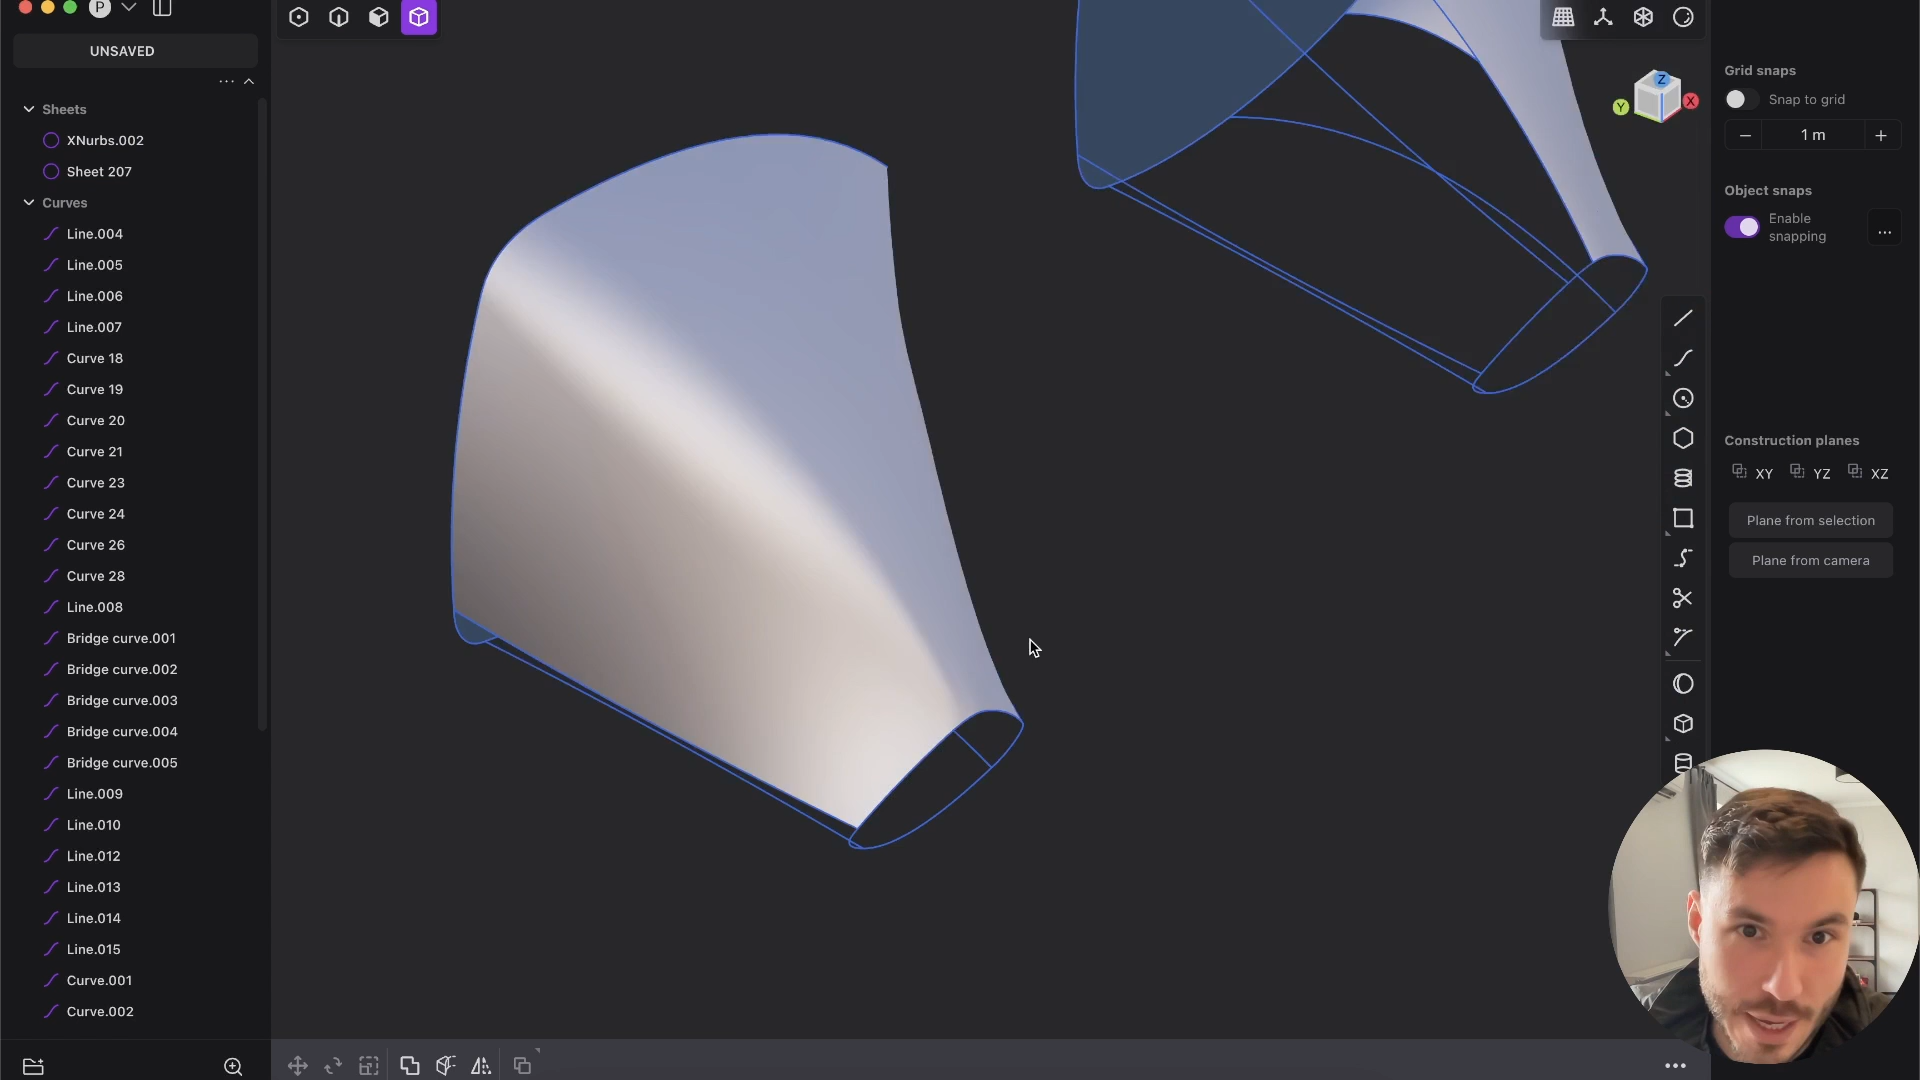 P
UNSAVED
Sheets
XNurbs.002
Sheet 207
Curves
Line.004
Line.005
Line.006
Line.007
Curve 18
Curve 19
Curve 20
Curve 21
Curve 23
Curve 24
Curve 26
Curve 28
Line.008
Bridge curve.001
Bridge curve.002
Bridge curve.003
Bridge curve.004
Bridge curve.005
Line.009
Line.010
Line.012
Line.013
Line.014
Line.015
Curve.001
Curve.002
Z
Y
X
Grid snaps
Snap to grid
1 m
Object snaps
Enable
snapping
Construction planes
XY YZ XZ
Plane from selection
Plane from camera